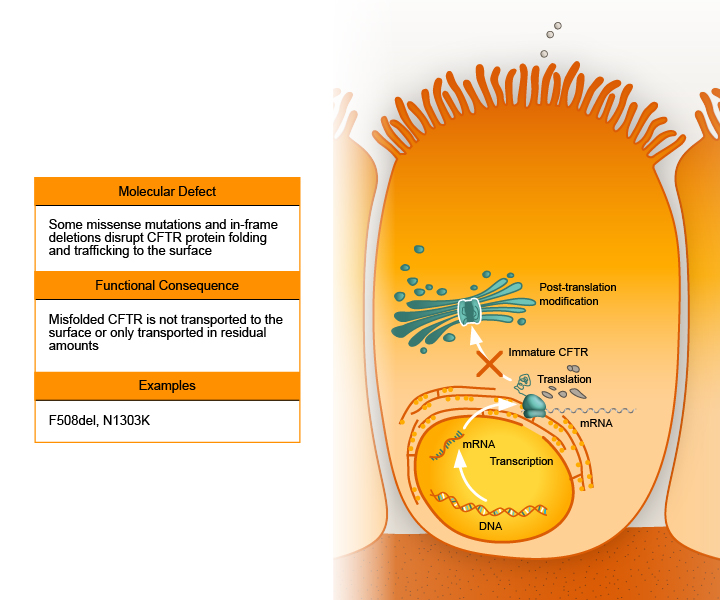 Molecular Defect
Some missense mutations and in-frame
deletions disrupt CFTR protein folding
and trafficking to the surface
Functional Consequence
Misfolded CFTR is not transported to the
surface or only transported in residual
amounts
Examples
F508del, N1303K
Post-translation
modification
Immature CFTR
Translation
mRNA
mRNA
Transcription
DNA